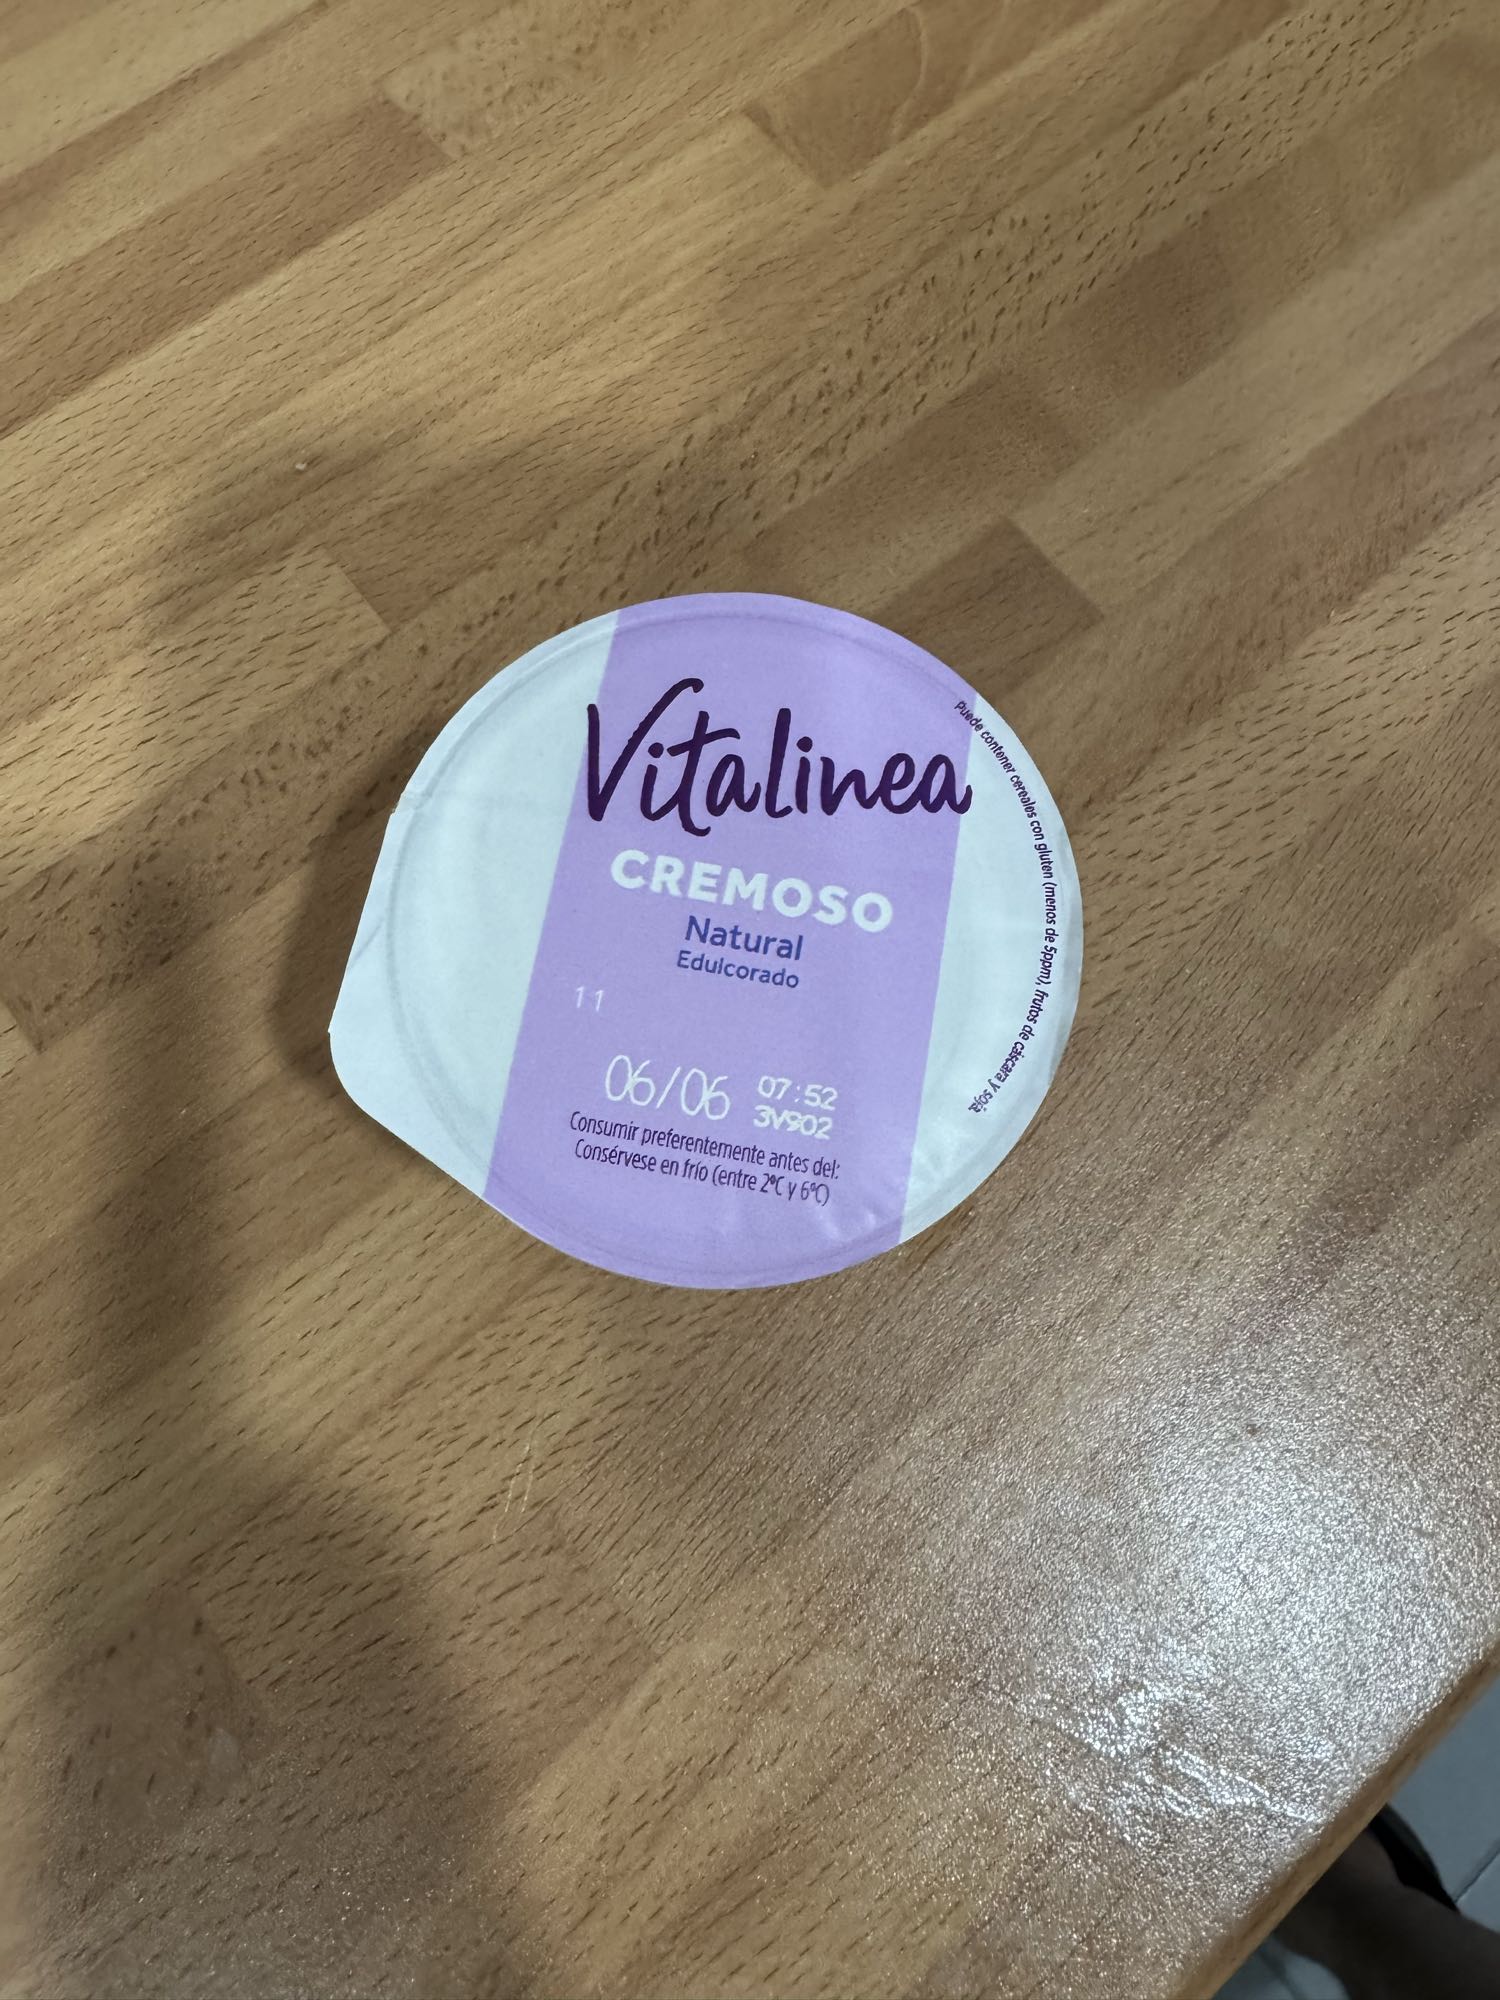 Vitalinea
CREMOSO
Natural
Edulcorado
11
06/06 07:52
3V902
Consumir preferentemente antes del:
Consérvese en frío (entre 2ºC y 6ºC)
Puede contener cereales con gluten (menos de 5ppm), frutos de cáscara y soja